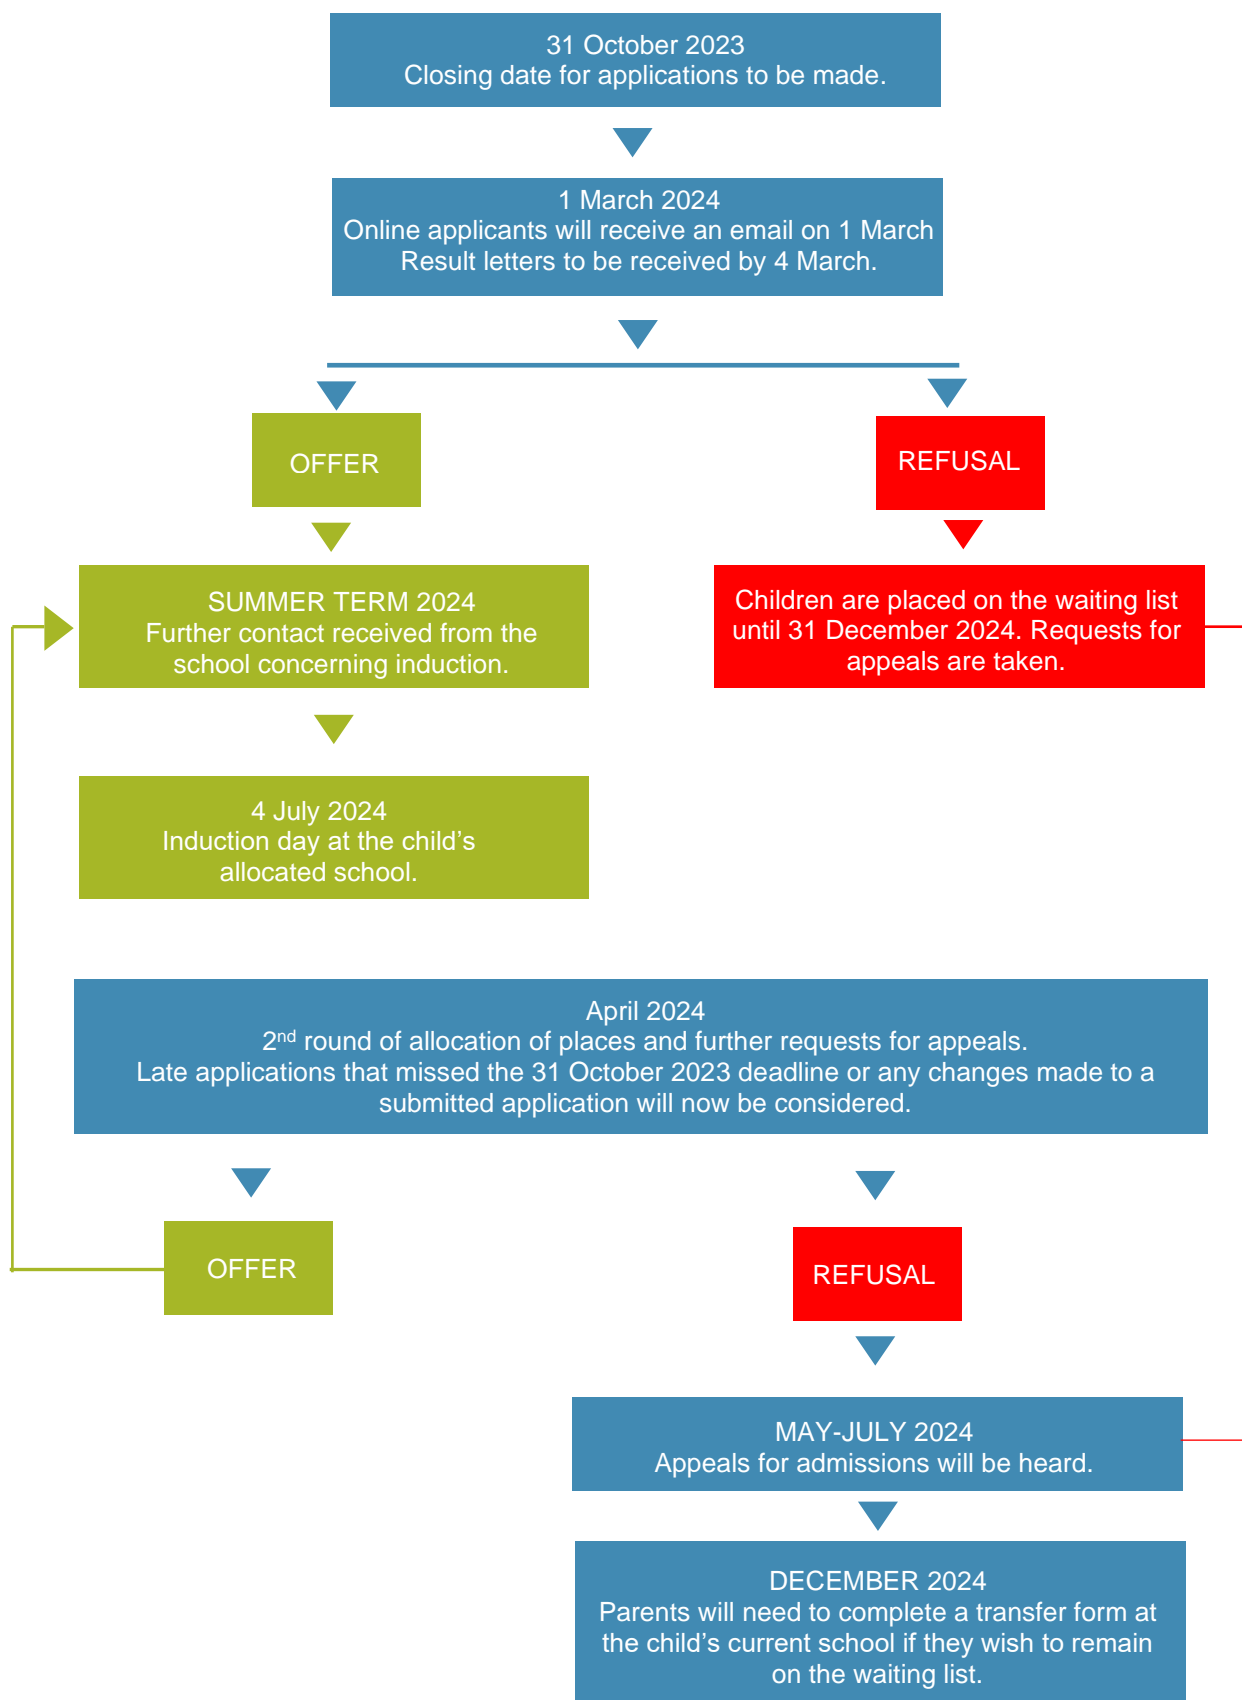 31 October 2023
Closing date for applications to be made.
1 March 2024
Online applicants will receive an email on 1 March
Result letters to be received by 4 March.
OFFER
REFUSAL
SUMMER TERM 2024
Further contact received from the
school concerning induction.
Children are placed on the waiting list
until 31 December 2024. Requests for
appeals are taken.
4 July 2024
Induction day at the child’s
allocated school.
April 2024
2nd round of allocation of places and further requests for appeals.
Late applications that missed the 31 October 2023 deadline or any changes made to a
submitted application will now be considered.
OFFER
REFUSAL
MAY-JULY 2024
Appeals for admissions will be heard.
DECEMBER 2024
Parents will need to complete a transfer form at
the child’s current school if they wish to remain
on the waiting list.